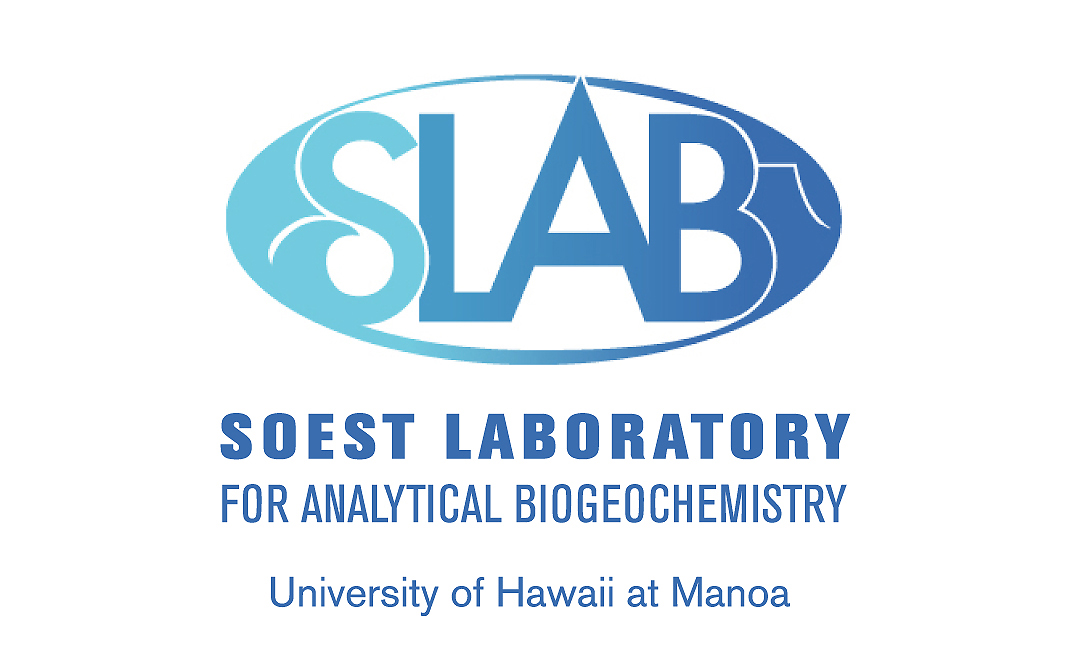 SLAB
SOEST LABORATORY
FOR ANALYTICAL BIOGEOCHEMISTRY
University of Hawaii at Manoa